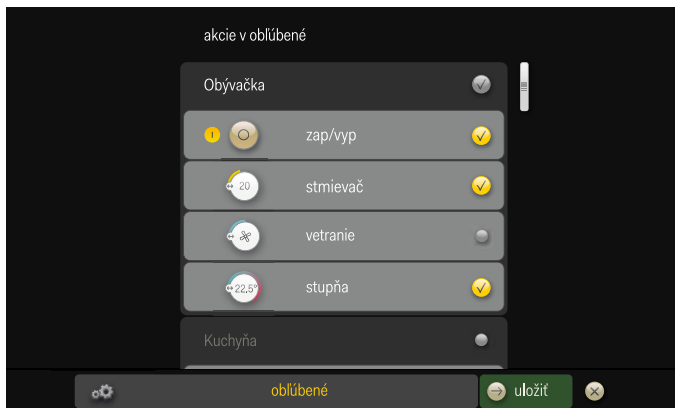 akcie v obľúbené
Obývačka
I zap/vyp
20 stmievač
vetranie
22,5° stupňa
Kuchyňa
obľúbené uložiť